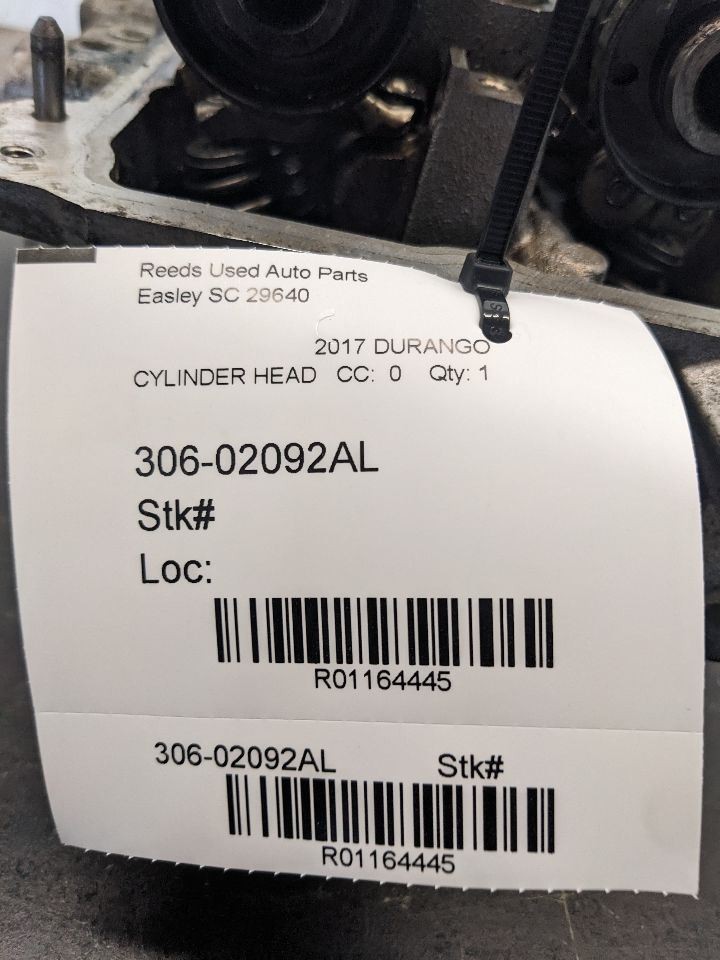 Reeds Used Auto Parts
Easley SC 29640
2017 DURANGO
CYLINDER HEAD CC: 0 Qty: 1
306-02092AL
Stk#
Loc:
R01164445
306-02092AL Stk#
R01164445